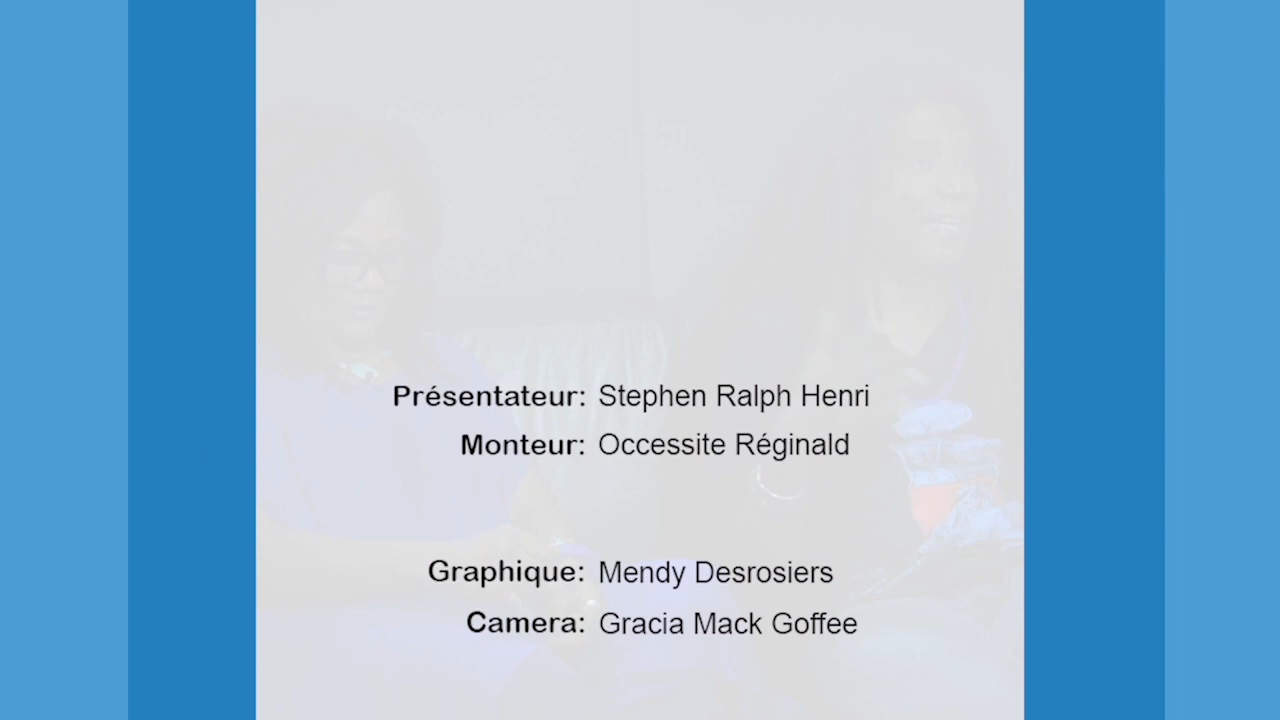 Présentateur: Stephen Ralph Henri
Monteur: Occessite Réginald
Graphique: Mendy Desrosiers
Camera: Gracia Mack Goffee